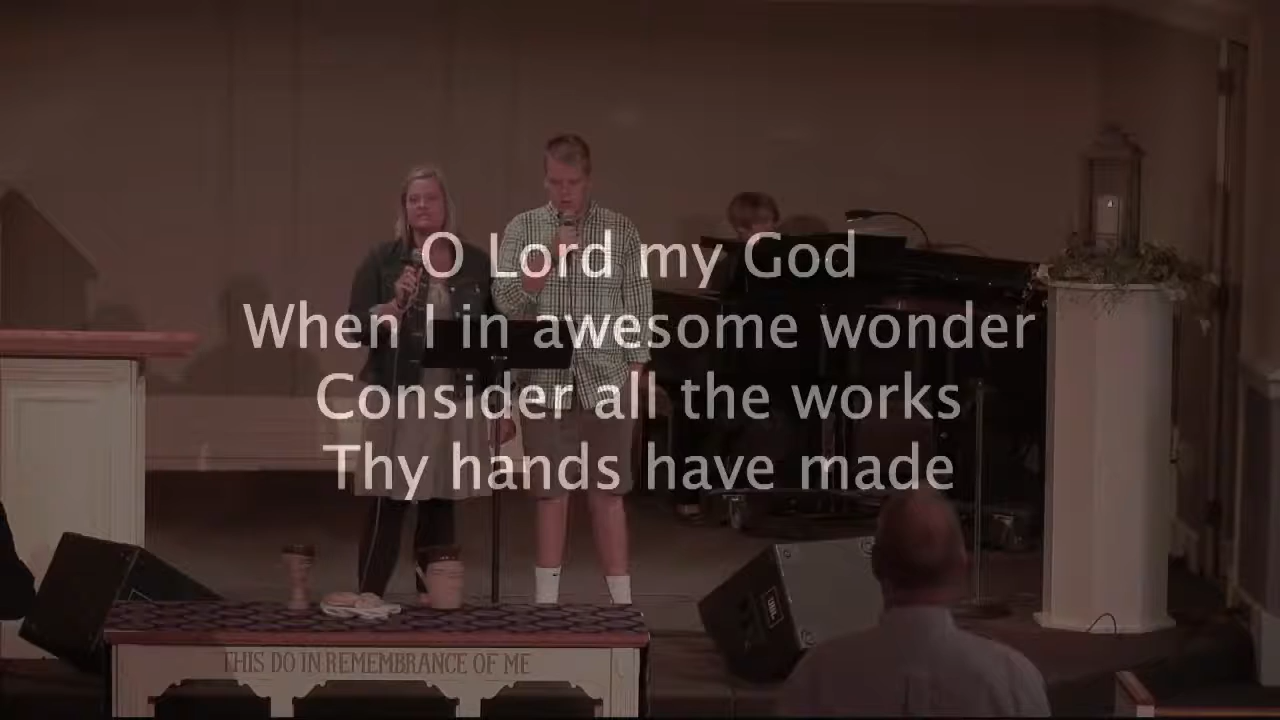 O Lord my God
When I in awesome wonder
Consider all the works
Thy hands have made
JBL
THIS DO IN REMEMBRANCE OF ME